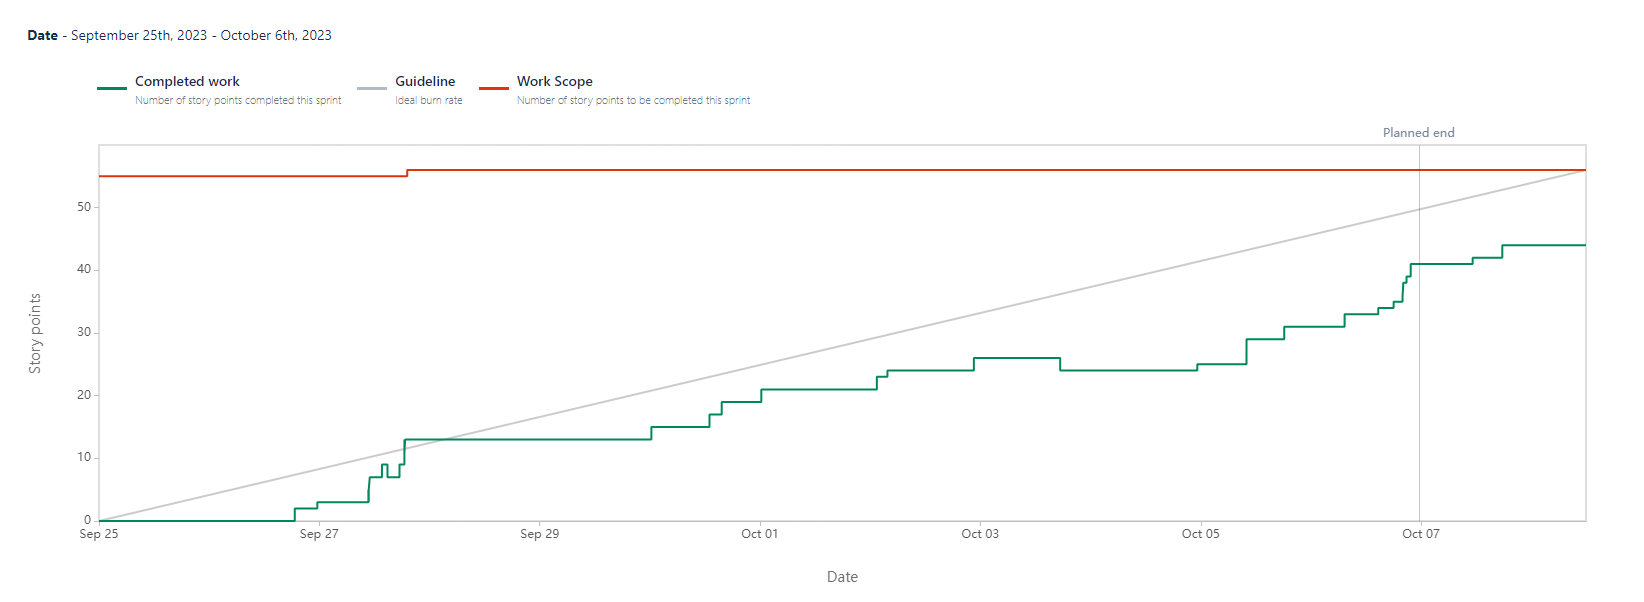 Date - September 25th, 2023 - October 6th, 2023
Completed work
Number of story points completed this sprint
Guideline
Ideal burn rate
Work Scope
Number of story points to be completed this sprint
Planned end
Story points
50
40
30
20
10
0
Sep 25
Sep 27
Sep 29
Oct 01
Oct 03
Oct 05
Oct 07
Date